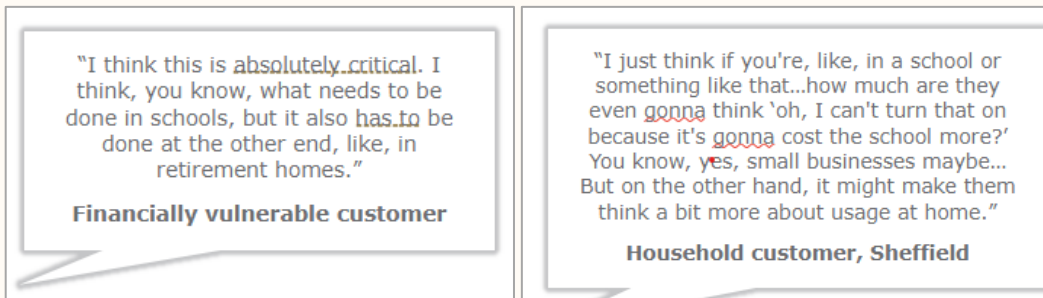 “I think this is absolutely critical. I
think, you know, what needs to be
done in schools, but it also has to be
done at the other end, like, in
retirement homes.”
Financially vulnerable customer
“I just think if you're, like, in a school or
something like that...how much are they
even gonna think ‘oh, I can't turn that on
because it's gonna cost the school more?’
You know, yes, small businesses maybe...
But on the other hand, it might make them
think a bit more about usage at home.”
Household customer, Sheffield